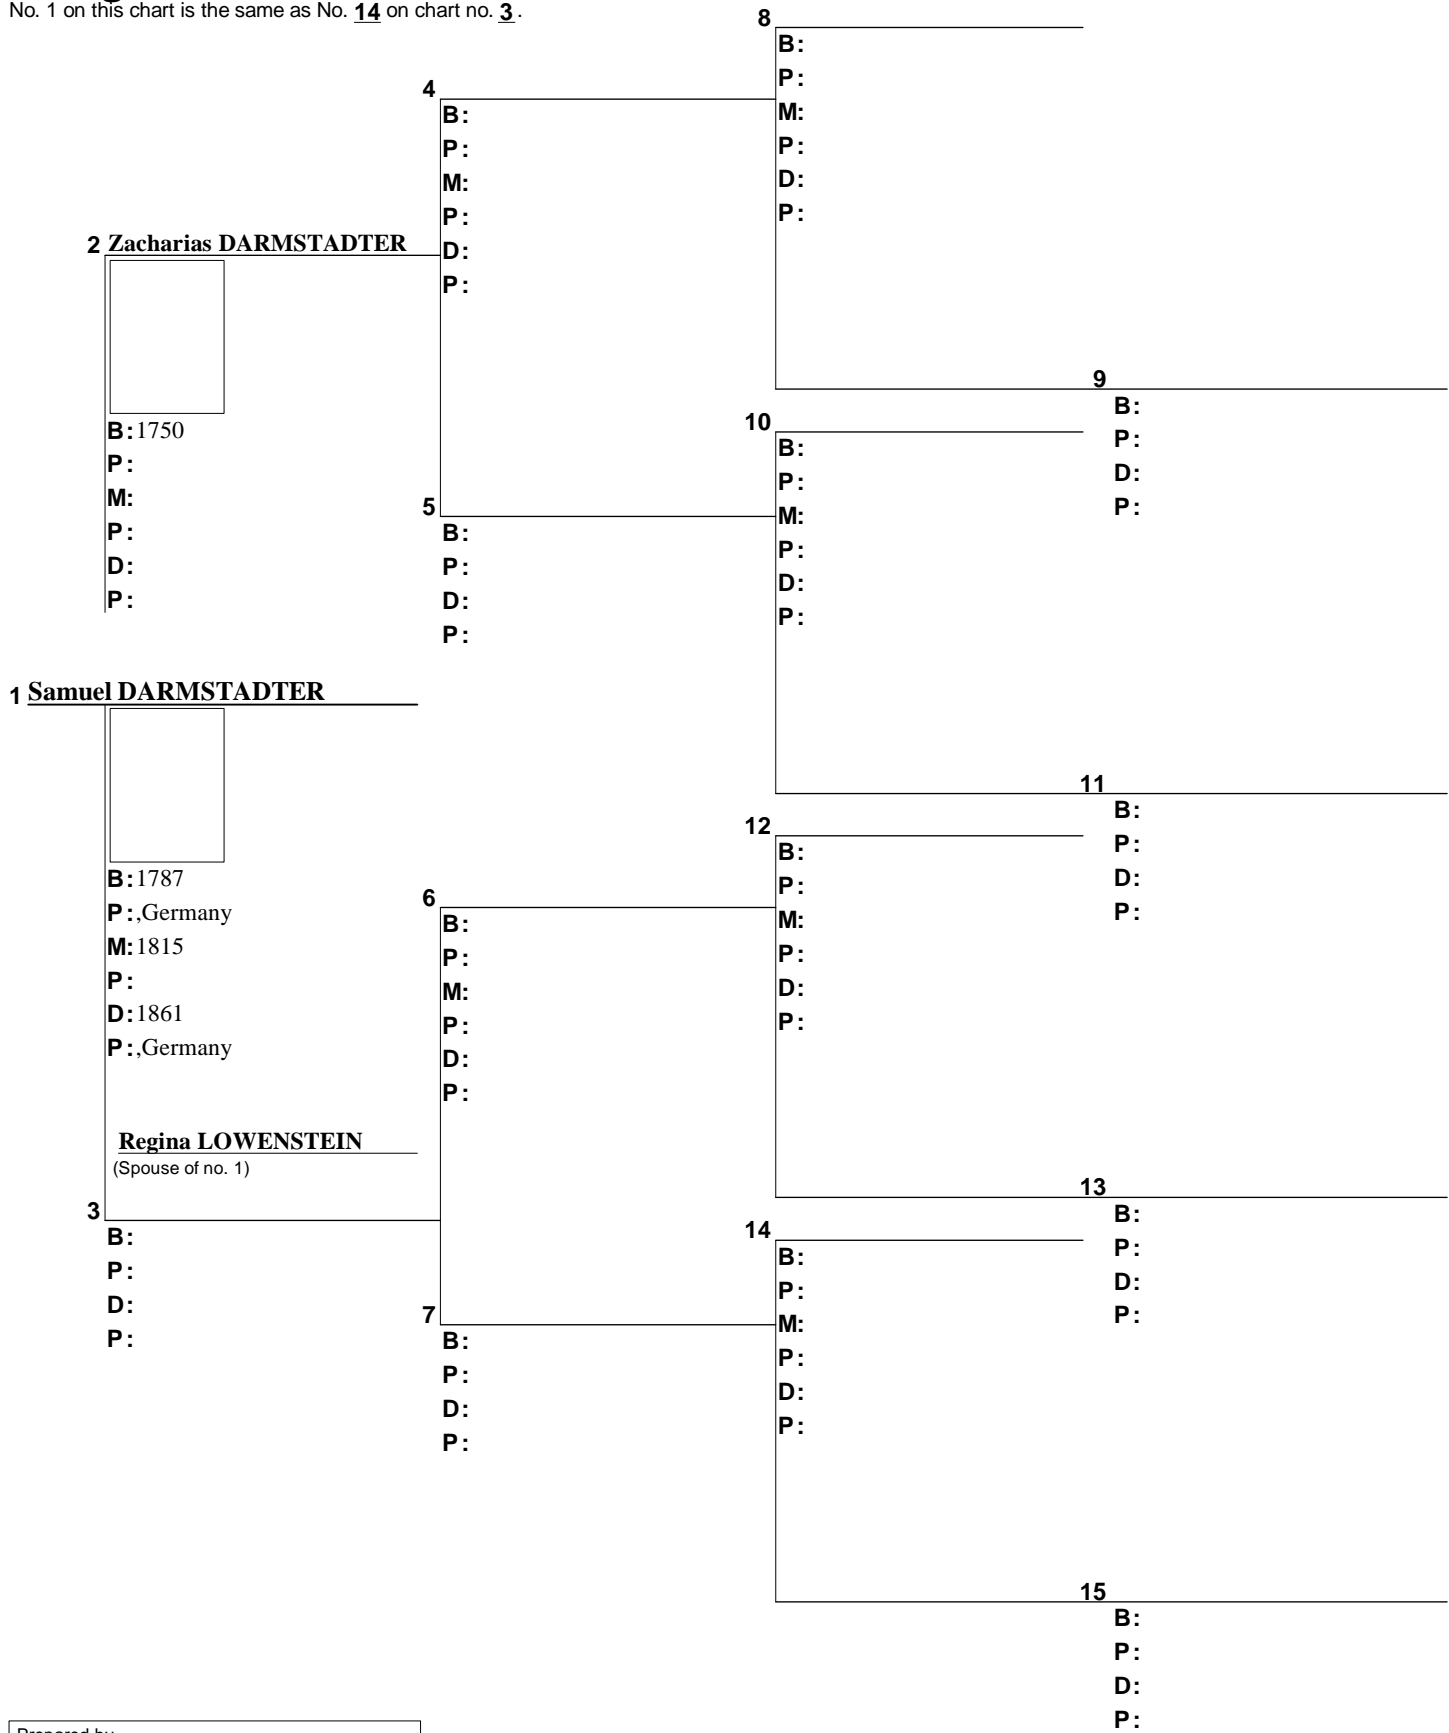 No. 1 on this chart is the same as No. 14 on chart no. 3.
8
B:
P:
M:
P:
D:
P:
4
B:
P:
M:
P:
D:
P:
2 Zacharias DARMSTADTER
B:1750
P:
M:
P:
D:
P:
9
B:
P:
D:
P:
10
B:
P:
M:
P:
D:
P:
5
B:
P:
D:
P:
1 Samuel DARMSTADTER
B:1787
P:,Germany
M:1815
P:
D:1861
P:,Germany
Regina LOWENSTEIN
(Spouse of no. 1)
11
B:
P:
D:
P:
12
B:
P:
M:
P:
D:
P:
6
B:
P:
M:
P:
D:
P:
3
B:
P:
D:
P:
13
B:
P:
D:
P:
14
B:
P:
M:
P:
D:
P:
7
B:
P:
D:
P:
15
B:
P:
D:
P:
Prepared by